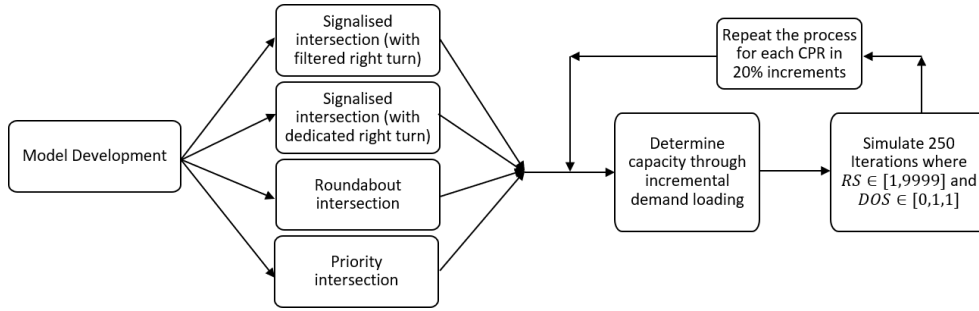 Model Development
Signalised
intersection (with
filtered right turn)
Signalised
intersection (with
dedicated right turn)
Roundabout
intersection
Priority
intersection
Repeat the process
for each CPR in
20% increments
Determine
capacity through
incremental
demand loading
Simulate 250
Iterations where
RS ∈ [1,9999] and
DOS ∈ [0,1,1]